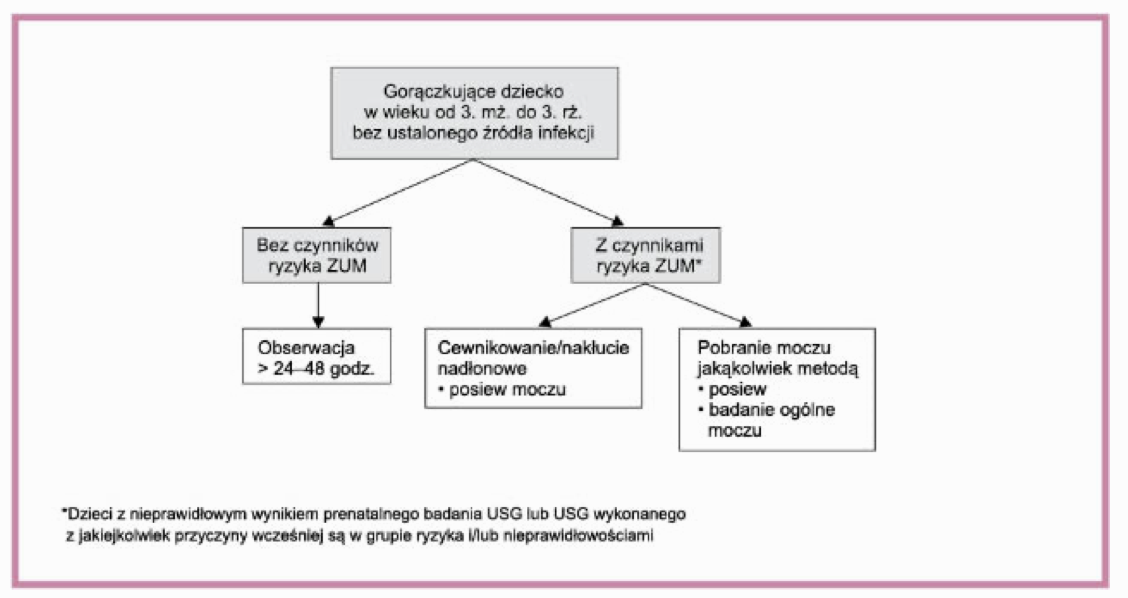 Gorączkujące dziecko
w wieku od 3. mż. do 3. rż.
bez ustalonego źródła infekcji
Bez czynników
ryzyka ZUM
Z czynnikami
ryzyka ZUM*
Obserwacja
> 24–48 godz.
Cewnikowanie/nakłucie
nadłonowe
• posiew moczu
Pobranie moczu
jakąkolwiek metodą
• posiew
• badanie ogólne
moczu
*Dzieci z nieprawidłowym wynikiem prenatalnego badania USG lub USG wykonanego
z jakiejkolwiek przyczyny wcześniej są w grupie ryzyka i/lub nieprawidłowościami